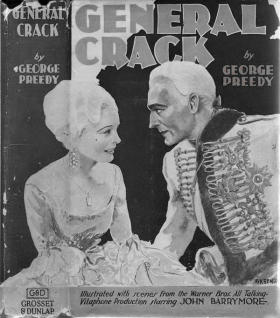 GENERAL
CRACK
by
GEORGE
PREEDY
G&D
GROSSET
& DUNLAP
GENERAL
CRACK
by
GEORGE
PREEDY
Illustrated with scenes from the Warner Bros. All Talking-
Vitaphone Production starring JOHN BARRYMORE